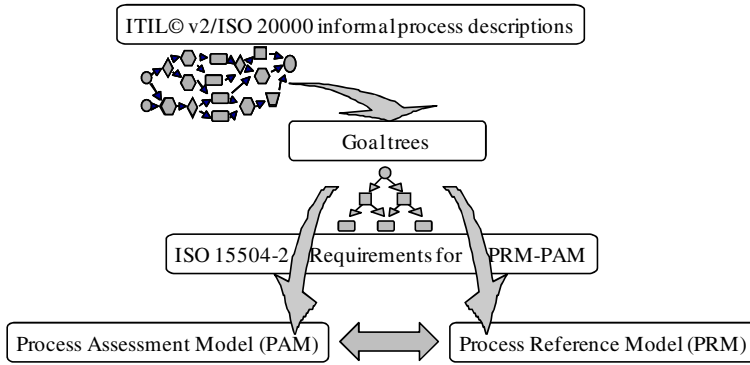 ITIL© v2/ISO 20000 informal process descriptions
Goal trees
ISO 15504-2 Requirements for PRM-PAM
Process Assessment Model (PAM)
Process Reference Model (PRM)